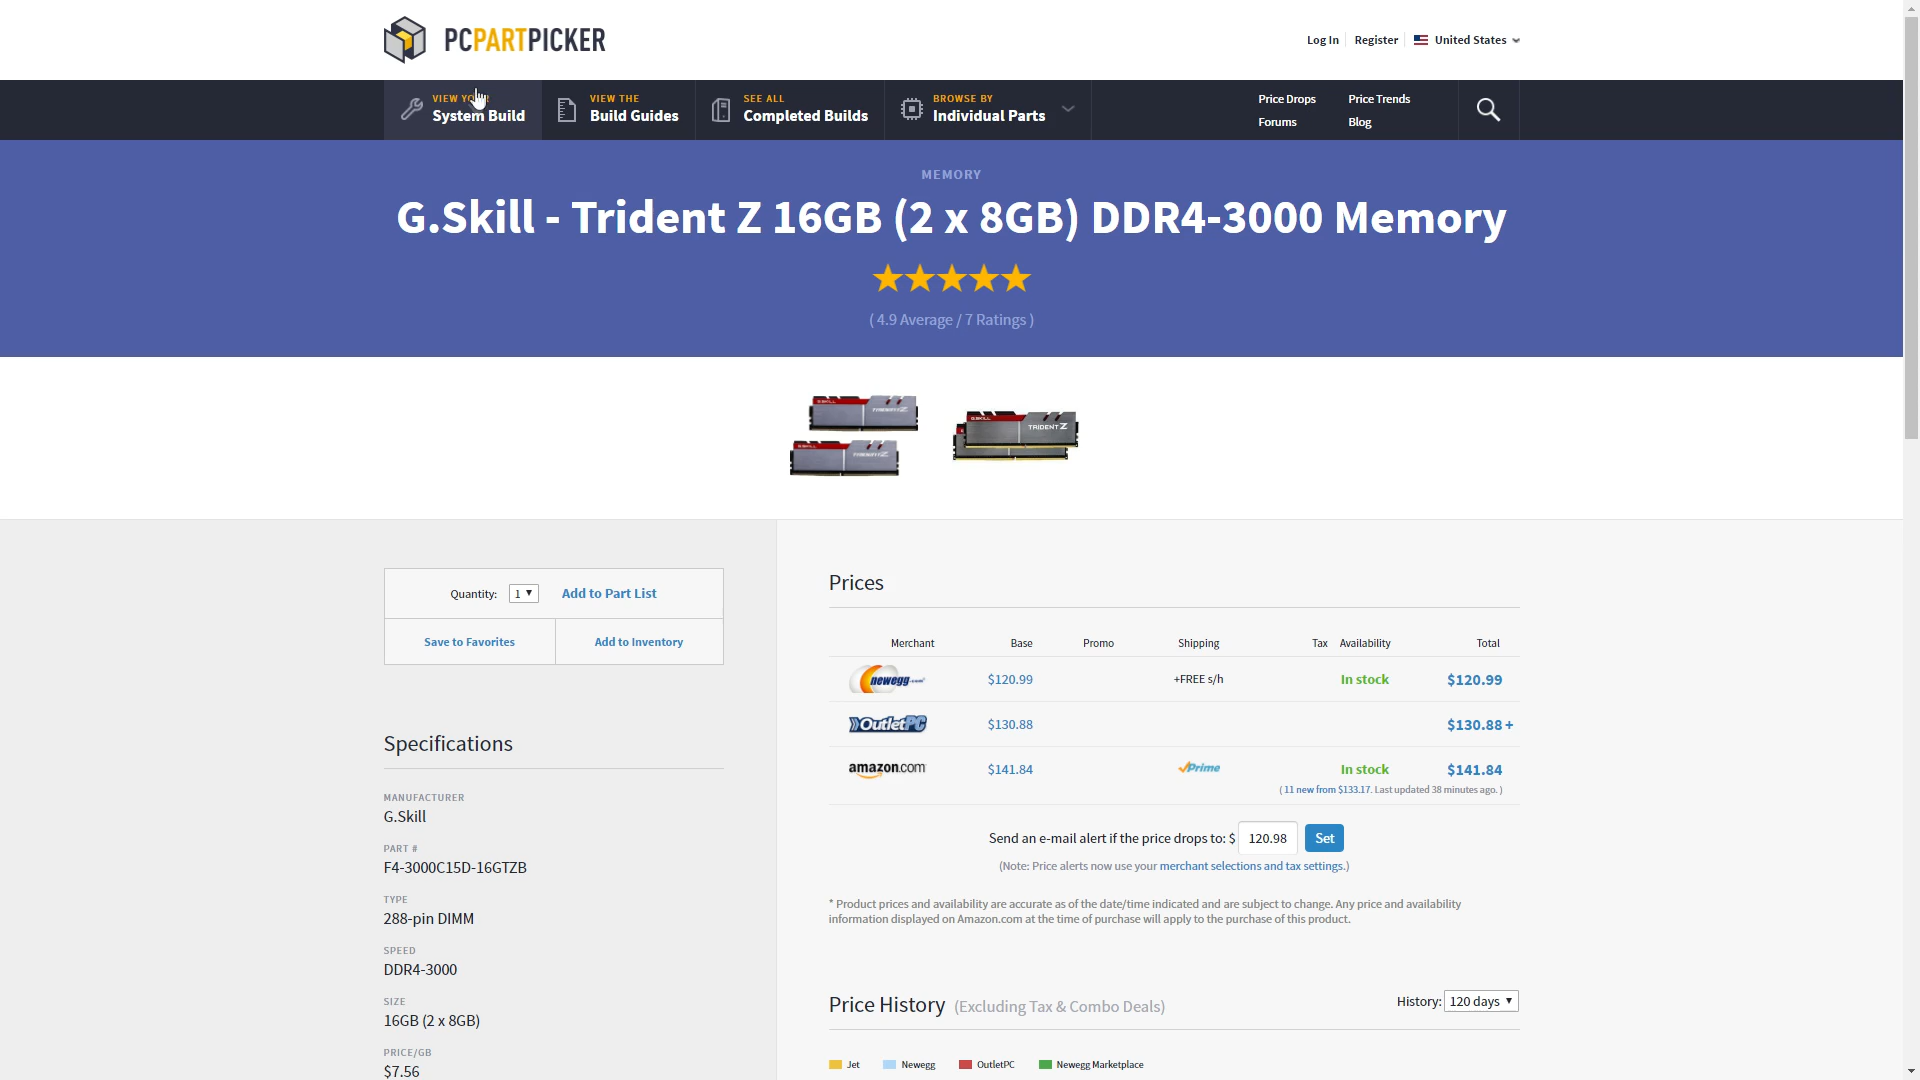 PCPARTPICKER
Log In
Register
United States
System Build
VIEW THE
Build Guides
SEE ALL
Completed Builds
BROWSE BY
Individual Parts
Price Drops
Price Trends
Forums
Blog
MEMORY
G.Skill - Trident Z 16GB (2 x 8GB) DDR4-3000 Memory
( 4.9 Average / 7 Ratings )
G.SKILL
TRIDENT Z
G.SKILL
TRIDENT Z
G.SKILL
TRIDENT Z
Quantity: 1
Add to Part List
Save to Favorites
Add to Inventory
Specifications
MANUFACTURER
G.Skill
PART #
F4-3000C15D-16GTZB
TYPE
288-pin DIMM
SPEED
DDR4-3000
SIZE
16GB (2 x 8GB)
PRICE/GB
$7.56
Prices
Merchant Base Promo Shipping Tax Availability Total
newegg.com $120.99 +FREE s/h In stock $120.99
OutletPC $130.88 $130.88 +
amazon.com $141.84 Prime In stock $141.84
( 11 new from $133.17. Last updated 38 minutes ago. )
Send an e-mail alert if the price drops to: $ 120.98 Set
(Note: Price alerts now use your merchant selections and tax settings.)
* Product prices and availability are accurate as of the date/time indicated and are subject to change. Any price and availability
information displayed on Amazon.com at the time of purchase will apply to the purchase of this product.
Price History (Excluding Tax & Combo Deals)
History: 120 days
Jet Newegg OutletPC Newegg Marketplace